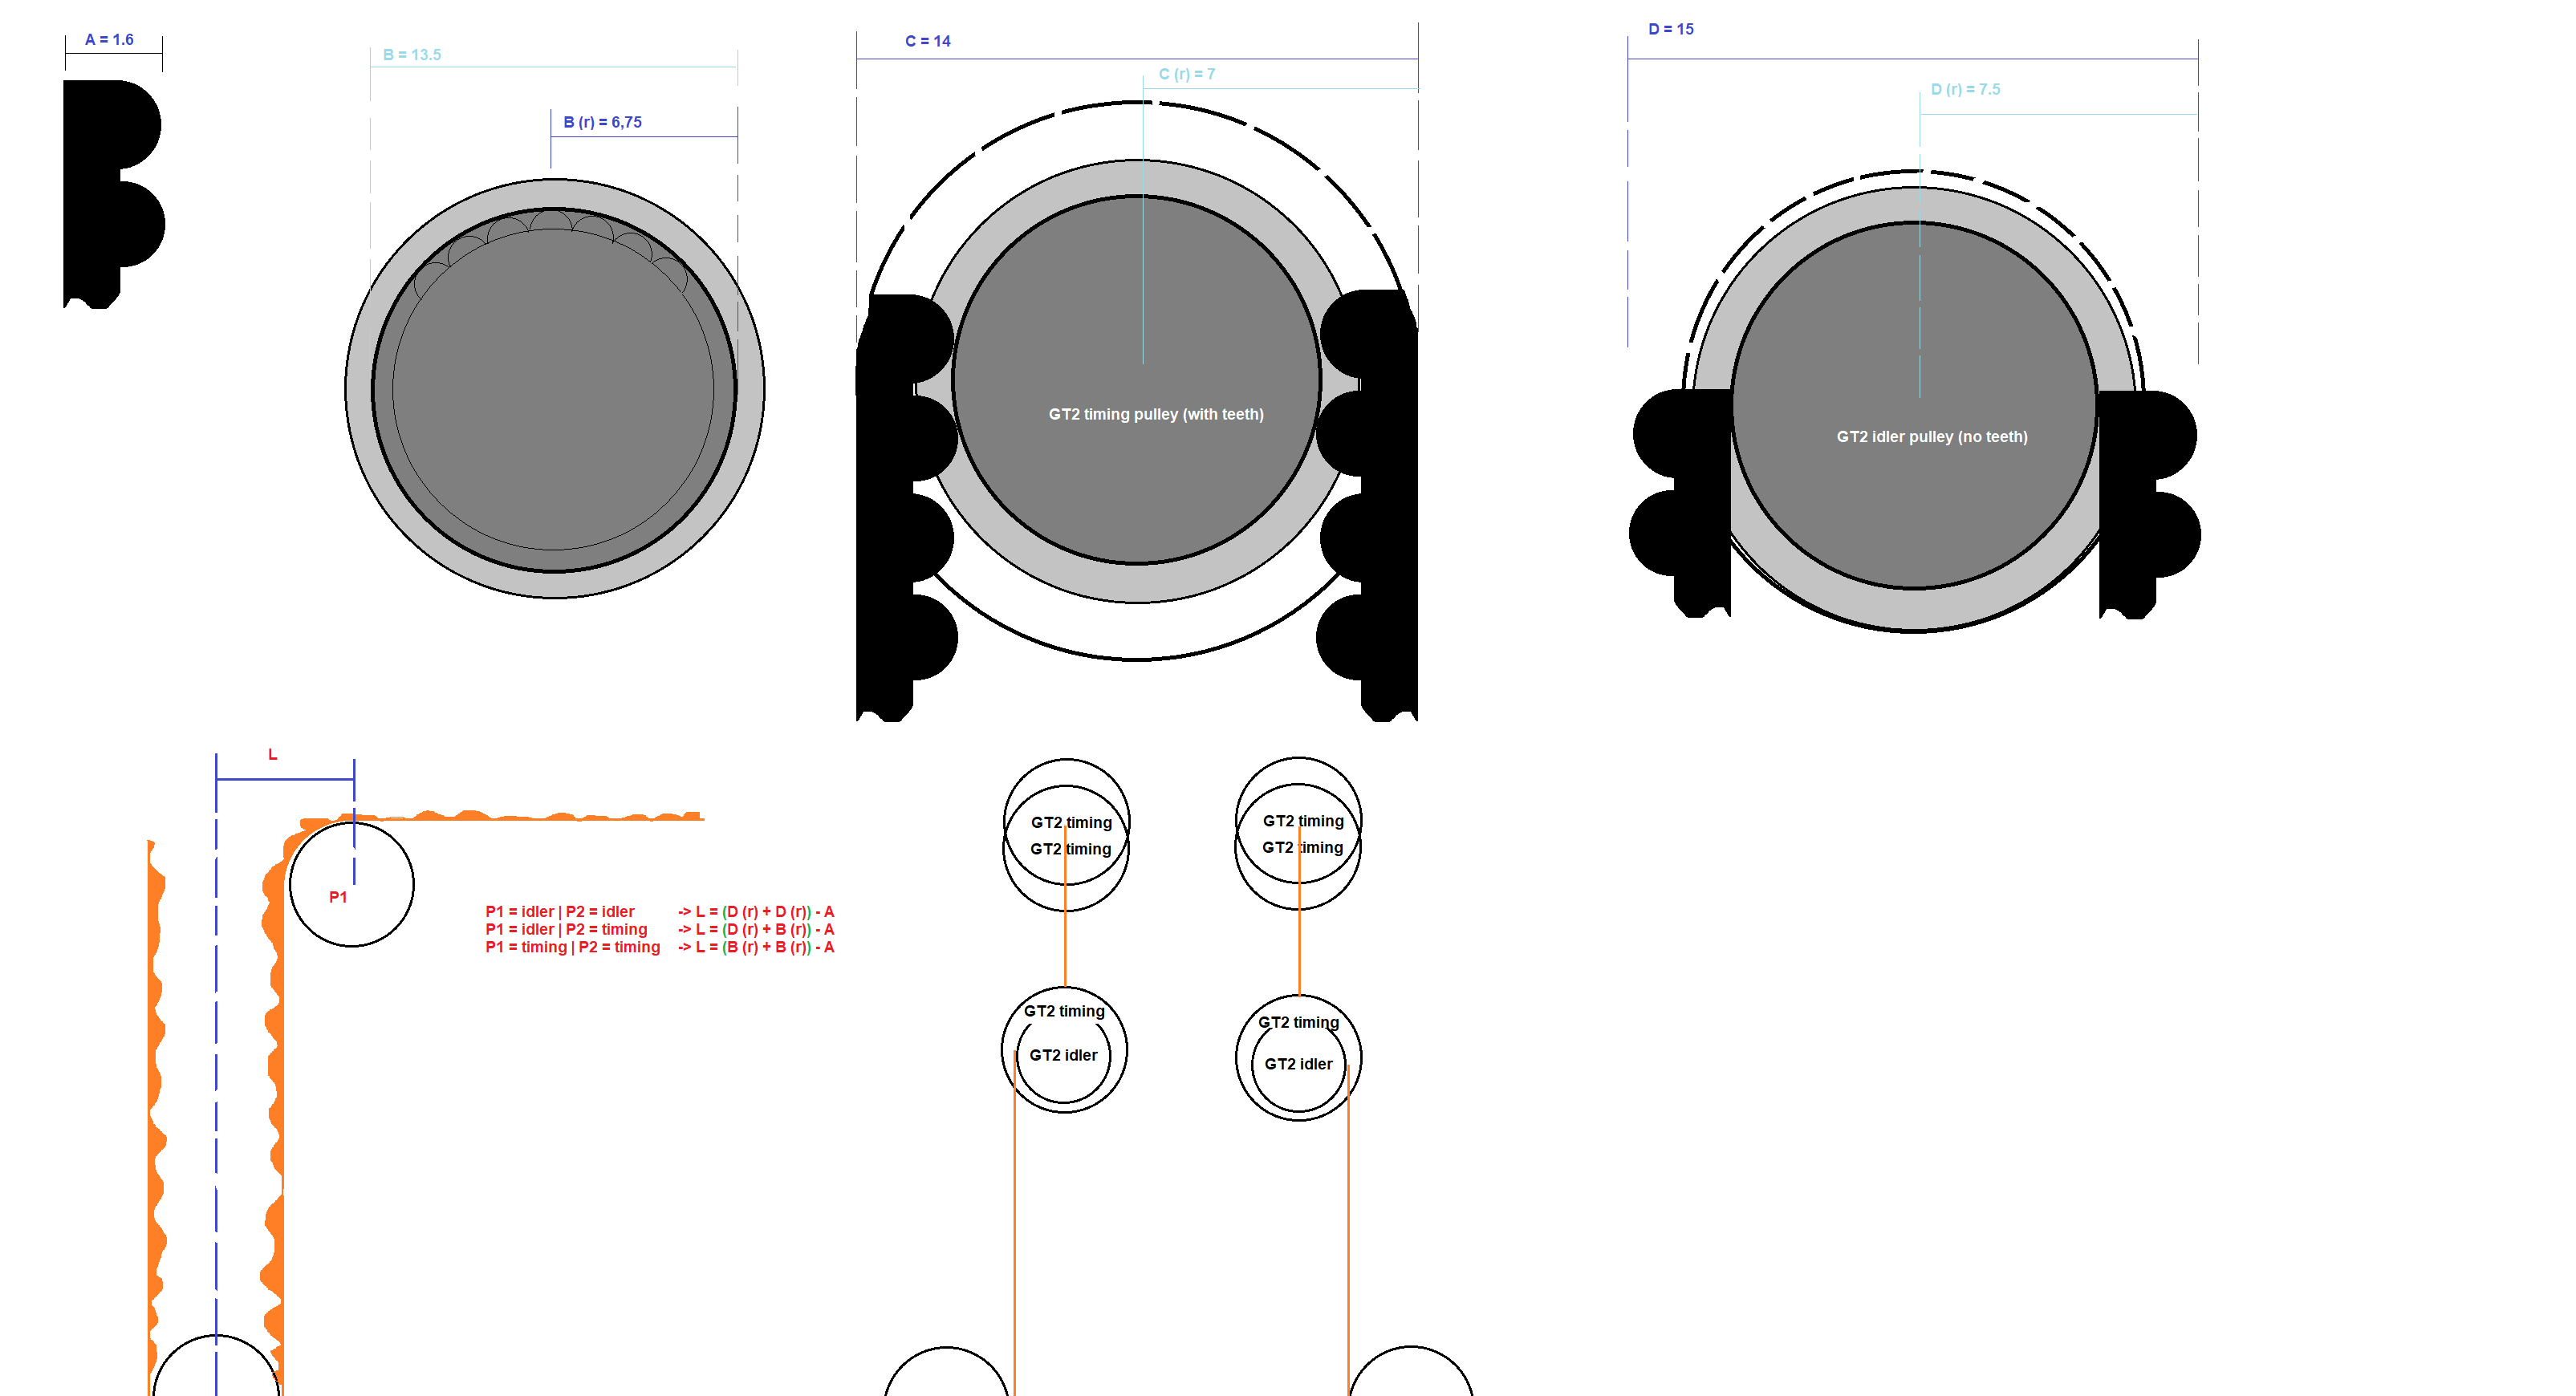 A = 1.6
B = 13.5
B (r) = 6,75
C = 14
C (r) = 7
D = 15
D (r) = 7.5
GT2 timing pulley (with teeth)
GT2 idler pulley (no teeth)
L
P1
P1 = idler | P2 = idler -> L = (D (r) + D (r)) - A
P1 = idler | P2 = timing -> L = (D (r) + B (r)) - A
P1 = timing | P2 = timing -> L = (B (r) + B (r)) - A
GT2 timing
GT2 timing
GT2 timing
GT2 timing
GT2 timing
GT2 idler
GT2 timing
GT2 idler